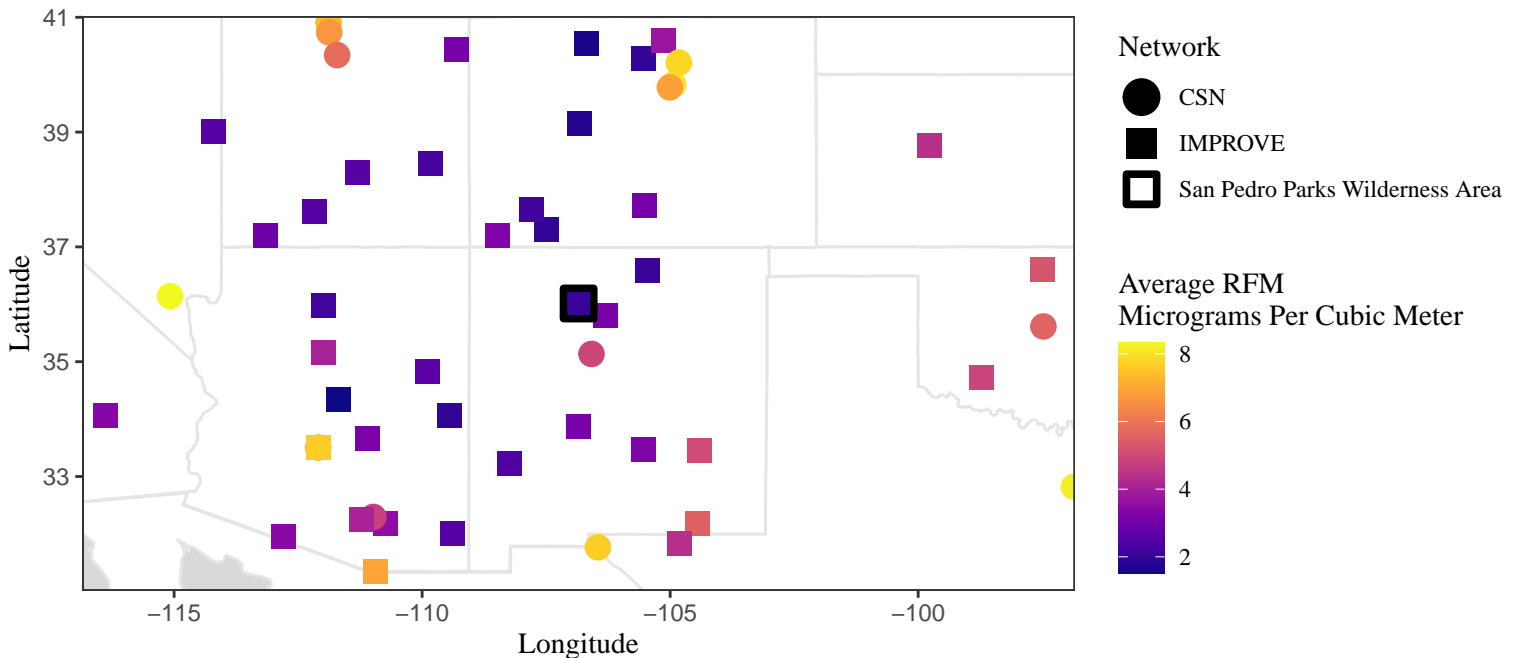 41
39
37
35
33
Latitude
−115
−110
−105
−100
Longitude
Network
CSN
IMPROVE
San Pedro Parks Wilderness Area
Average RFM
Micrograms Per Cubic Meter
8
6
4
2